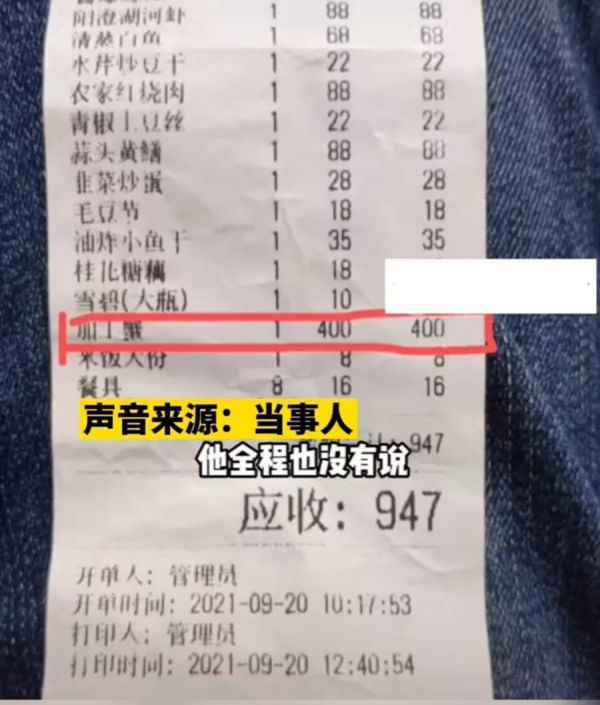 阳澄湖河虾 1 88 88
清蒸白鱼 1 68 68
水芹炒豆干 1 22 22
农家红烧肉 1 88 88
青椒土豆丝 1 22 22
蒜头黄鳝 1 88 88
韭菜炒蛋 1 28 28
毛豆节 1 18 18
油炸小鱼干 1 35 35
桂花糖藕 1 18
雪碧(大瓶) 1 10
加工蟹 1 400 400
米饭大份 1 8 8
餐具 8 16 16
声音来源：当事人
947
他全程也没有说
应收: 947
开单人: 管理员
开单时间: 2021-09-20 10:17:53
打印人: 管理员
打印时间: 2021-09-20 12:40:54